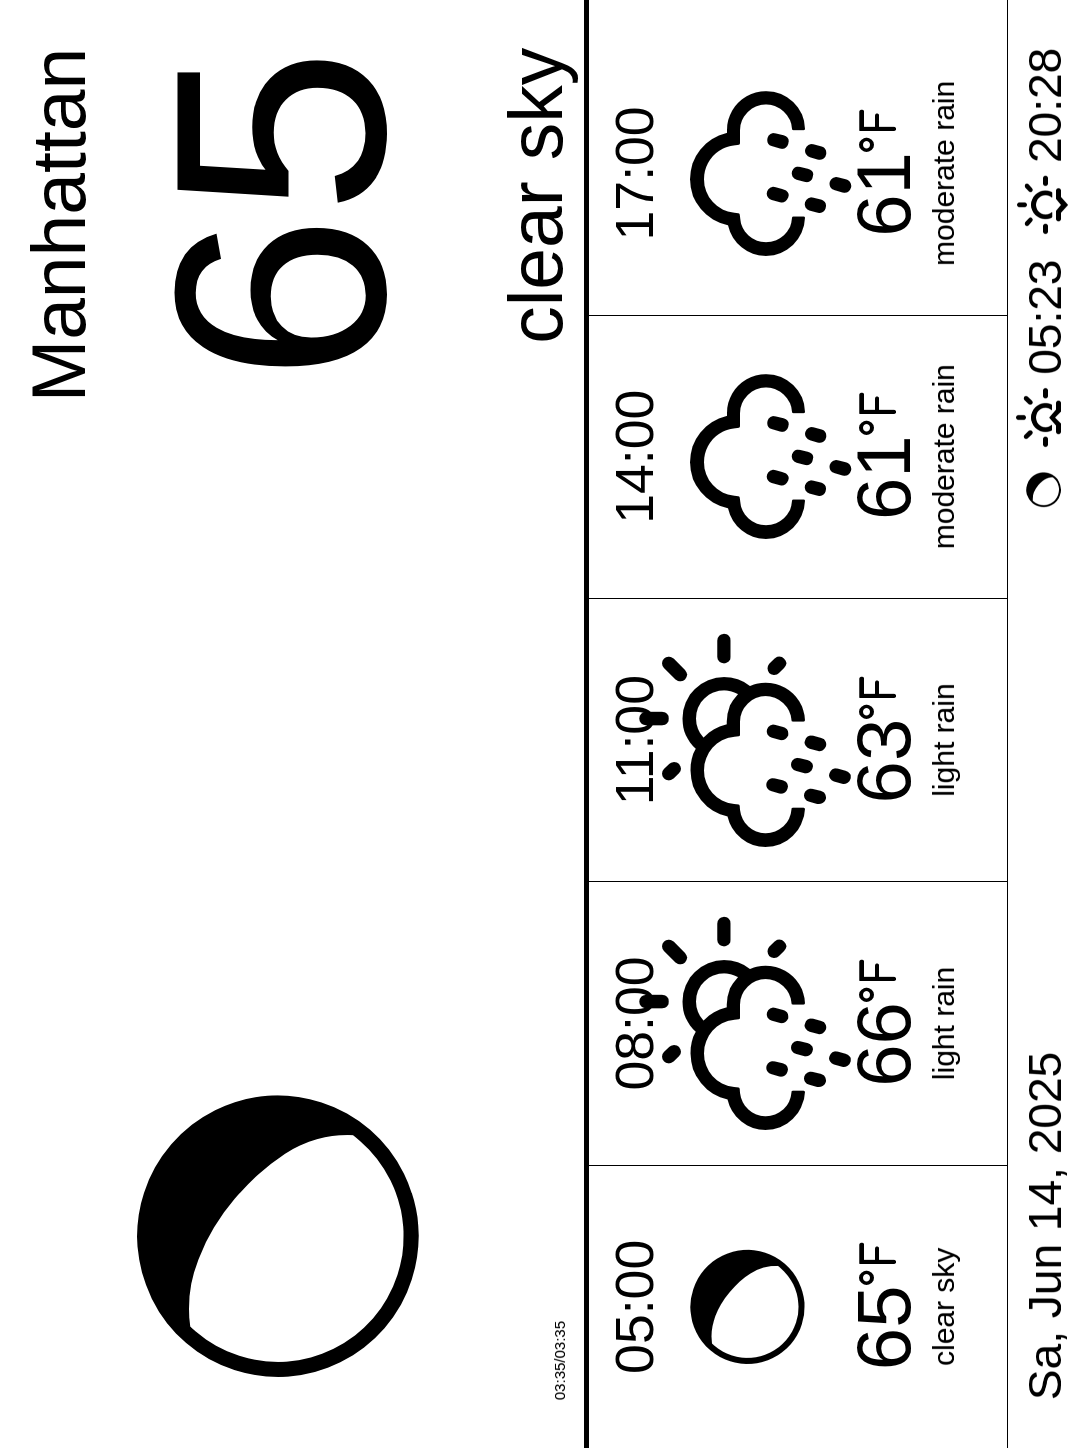 Manhattan
65
clear sky
03:35/03:35
05:00
65°F
clear sky
08:00
66°F
light rain
11:00
63°F
light rain
14:00
61°F
moderate rain
17:00
61°F
moderate rain
Sa, Jun 14, 2025
05:23 20:28